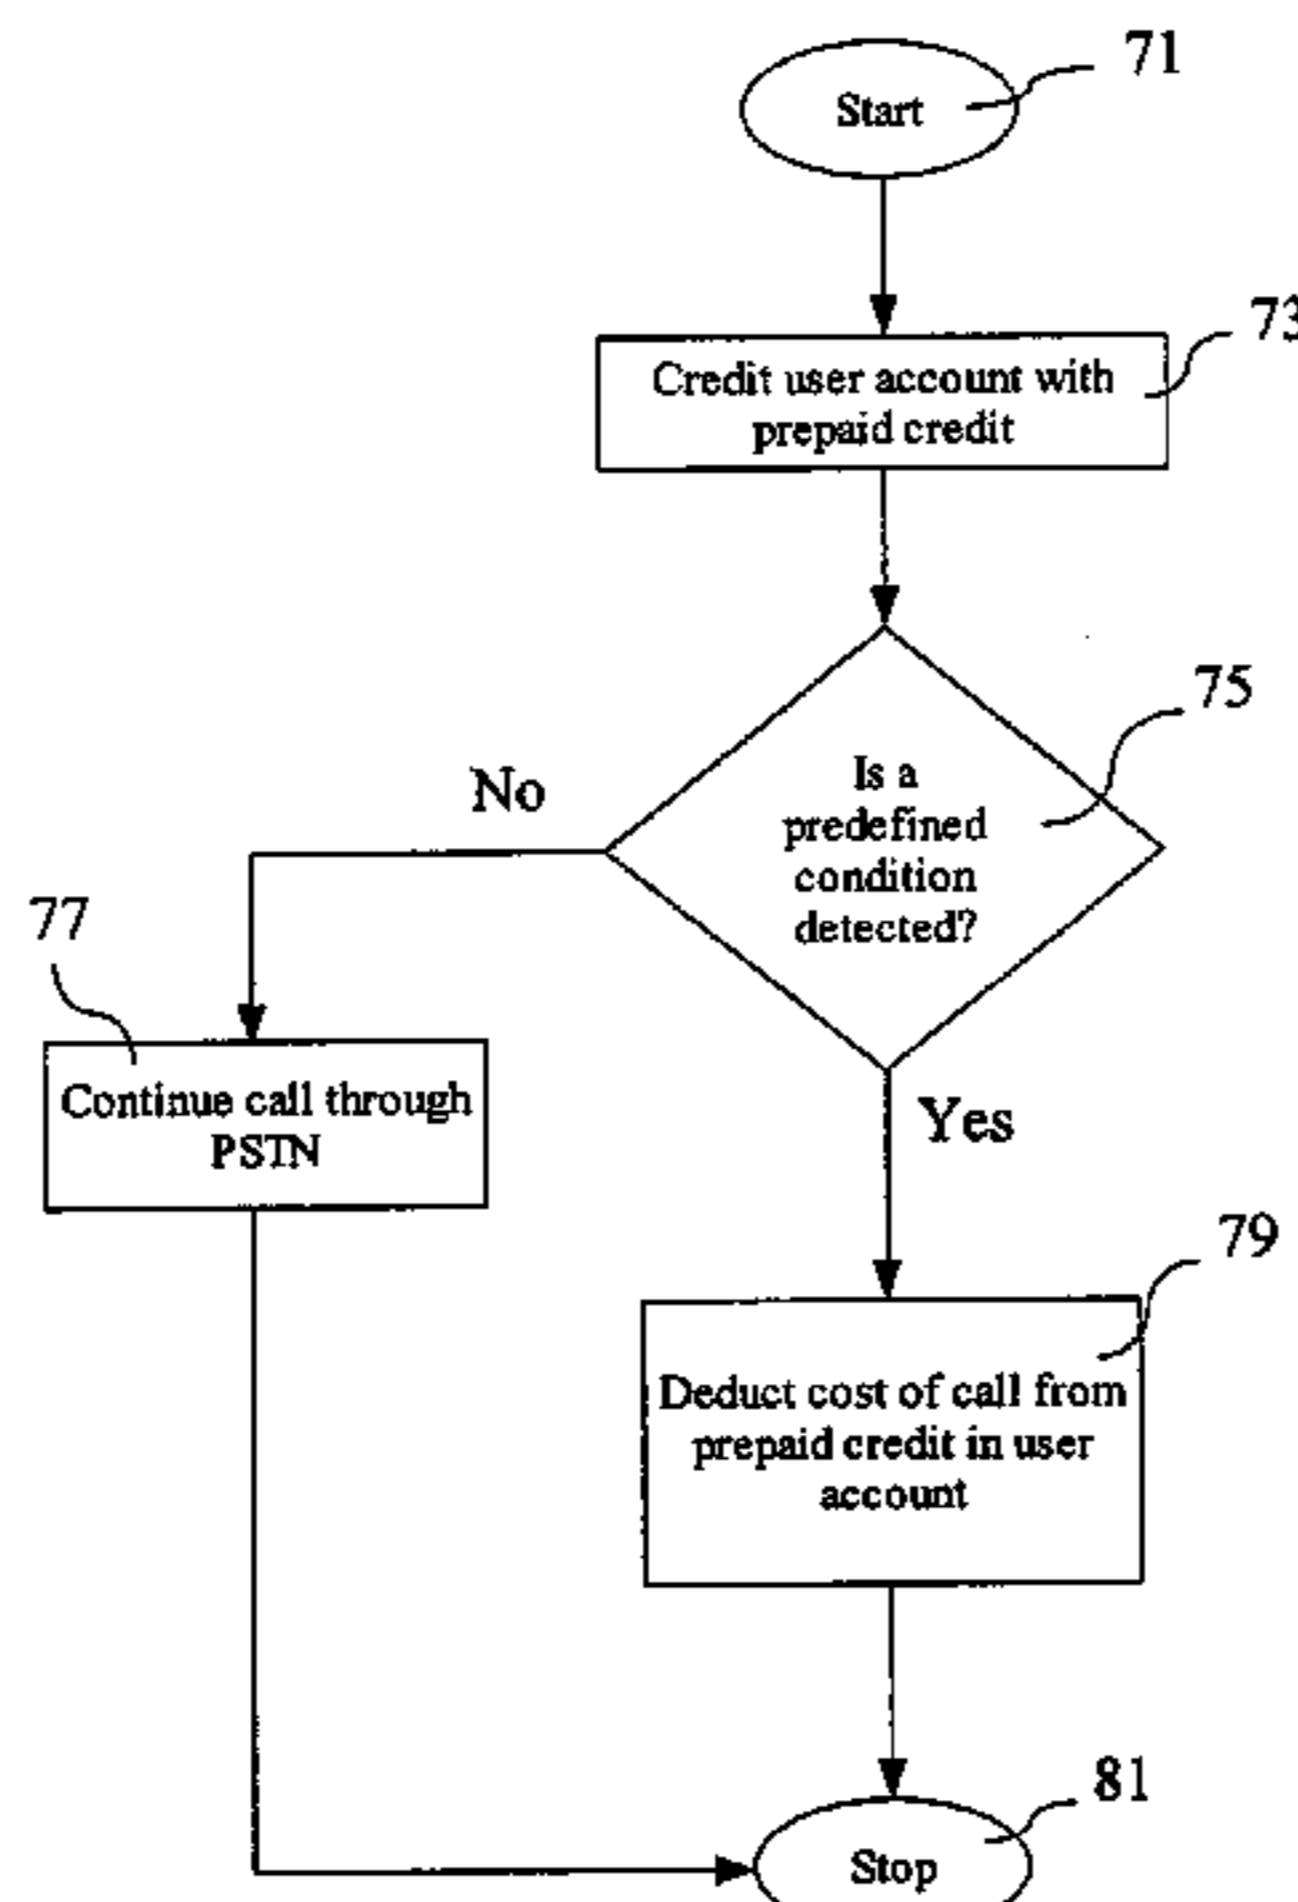 71
Start
73
Credit user account with
prepaid credit
75
Is a
predefined
condition
detected?
No
77
Continue call through
PSTN
Yes
79
Deduct cost of call from
prepaid credit in user
account
81
Stop